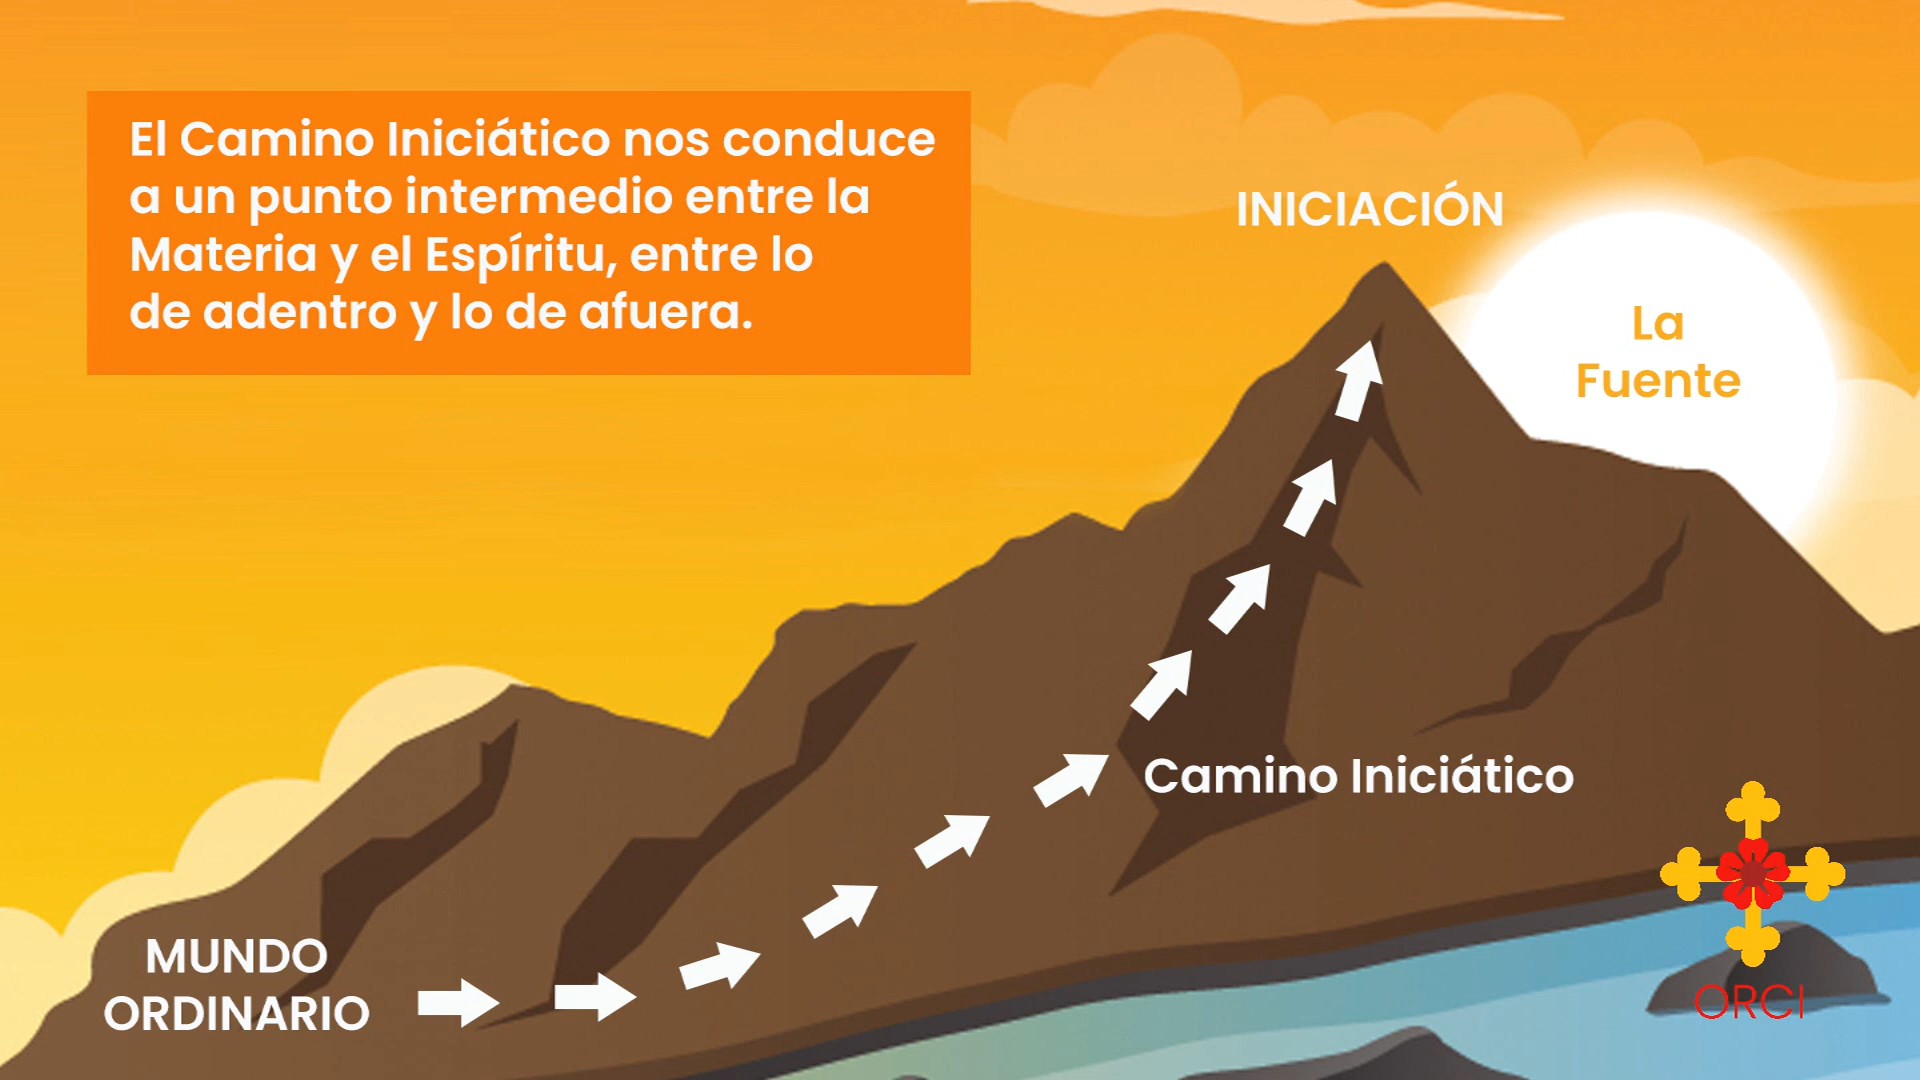 El Camino Iniciático nos conduce
a un punto intermedio entre la
Materia y el Espíritu, entre lo
de adentro y lo de afuera.
INICIACIÓN
La
Fuente
Camino Iniciático
MUNDO
ORDINARIO
ORCI